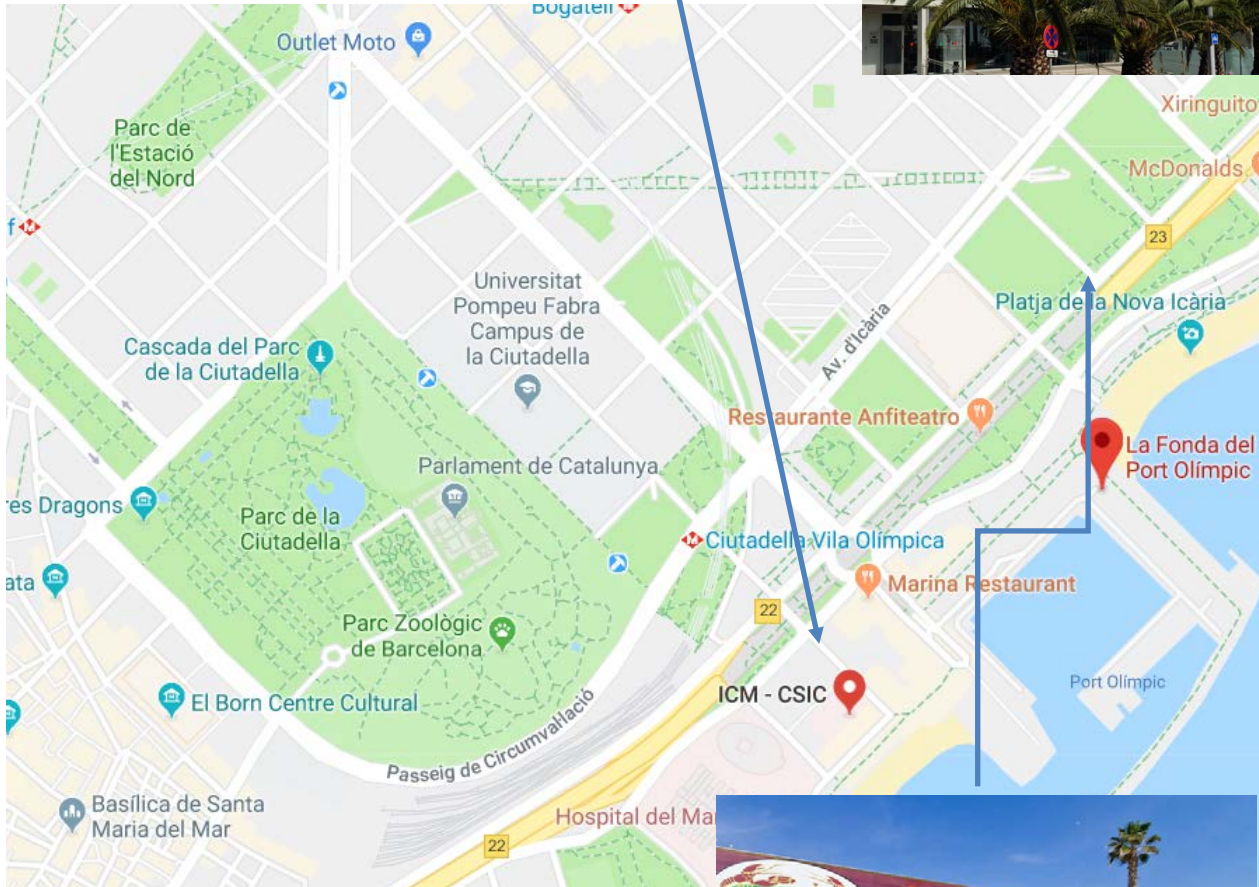 Bogatell
Outlet Moto
Xiringuito
Parc de
l'Estació
del Nord
McDonalds
f
23
Universitat
Pompeu Fabra
Campus de
la Ciutadella
Platja de la Nova Icària
Cascada del Parc
de la Ciutadella
Av. d'Icària
Restaurante Anfiteatro
La Fonda del
Port Olímpic
Parlament de Catalunya
res Dragons
Parc de la
Ciutadella
Ciutadella Vila Olímpica
ata
Marina Restaurant
22
Parc Zoològic
de Barcelona
ICM - CSIC
Port Olímpic
El Born Centre Cultural
Passeig de Circumval·lació
Basílica de Santa
Maria del Mar
Hospital del Ma
22